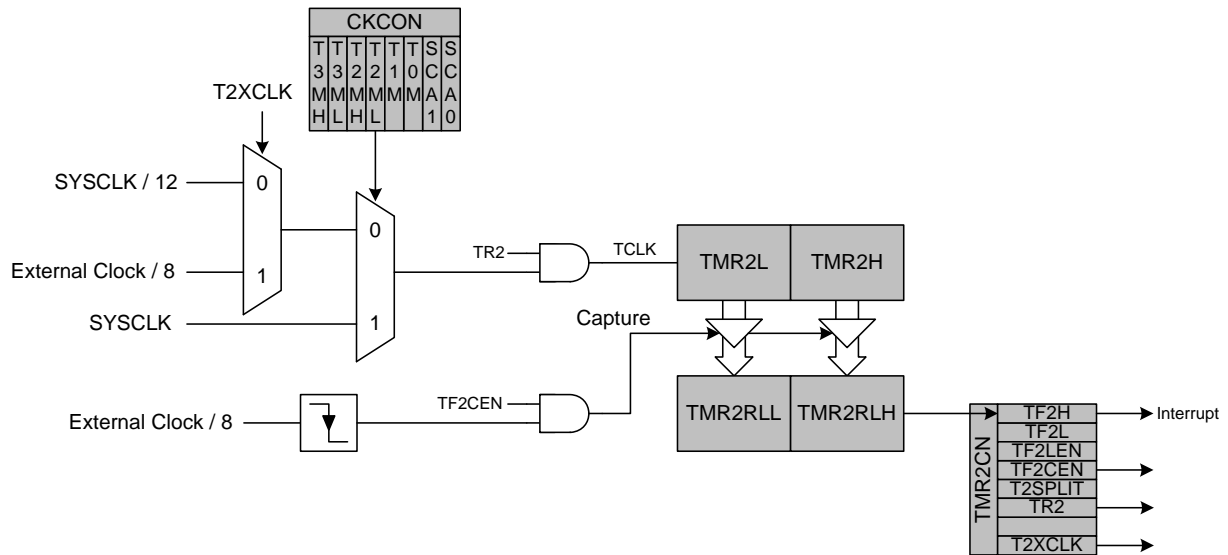 CKCON
T3MH
T3ML
T2MH
T2ML
T1M
T0M
SCA1
SCA0
T2XCLK
SYSCLK / 12
0
External Clock / 8
1
0
SYSCLK
1
TR2
TCLK
TMR2L
TMR2H
Capture
External Clock / 8
TF2CEN
TMR2RLL
TMR2RLH
TMR2CN
TF2H
TF2L
TF2LEN
TF2CEN
T2SPLIT
TR2
T2XCLK
Interrupt